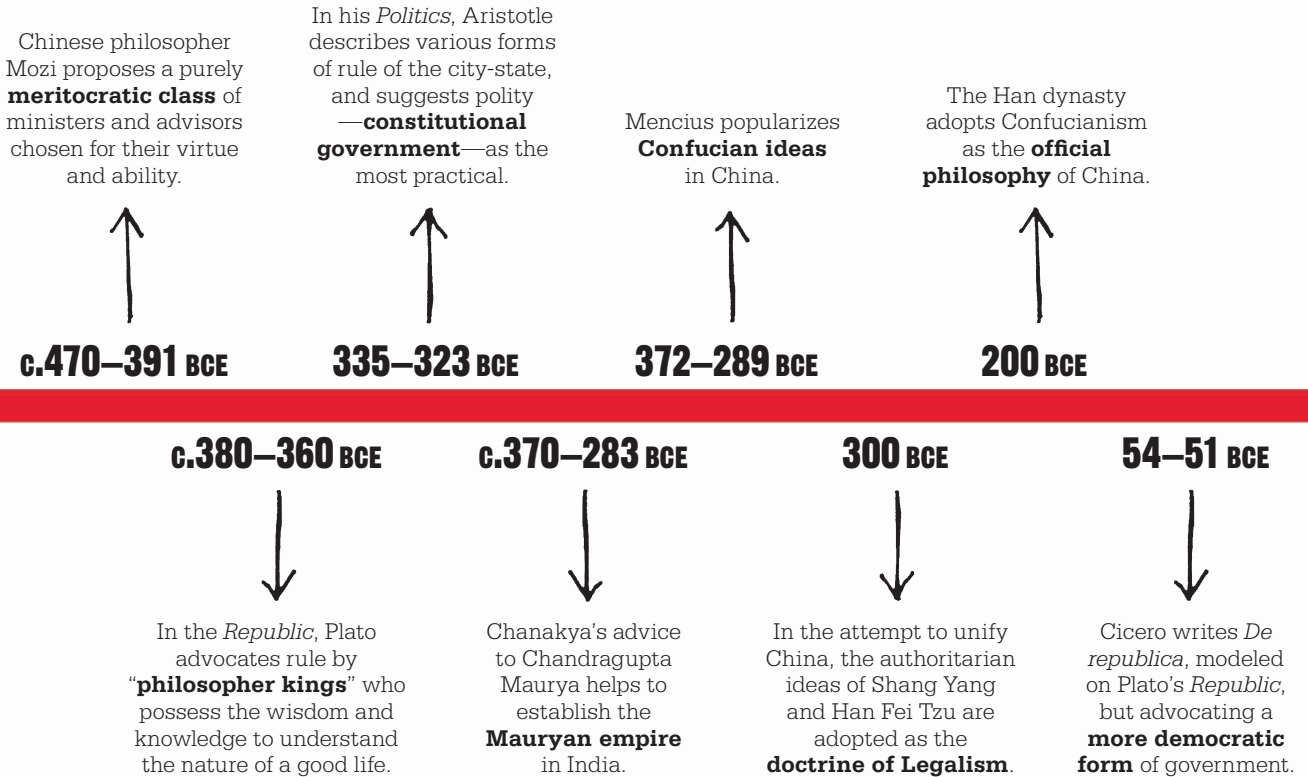 Chinese philosopher
Mozi proposes a purely
meritocratic class of
ministers and advisors
chosen for their virtue
and ability.
c.470–391 BCE
In his Politics, Aristotle
describes various forms
of rule of the city-state,
and suggests polity
—constitutional
government—as the
most practical.
335–323 BCE
Mencius popularizes
Confucian ideas
in China.
372–289 BCE
The Han dynasty
adopts Confucianism
as the official
philosophy of China.
200 BCE
c.380–360 BCE
In the Republic, Plato
advocates rule by
“philosopher kings” who
possess the wisdom and
knowledge to understand
the nature of a good life.
c.370–283 BCE
Chanakya’s advice
to Chandragupta
Maurya helps to
establish the
Mauryan empire
in India.
300 BCE
In the attempt to unify
China, the authoritarian
ideas of Shang Yang
and Han Fei Tzu are
adopted as the
doctrine of Legalism.
54–51 BCE
Cicero writes De
republica, modeled
on Plato’s Republic,
but advocating a
more democratic
form of government.